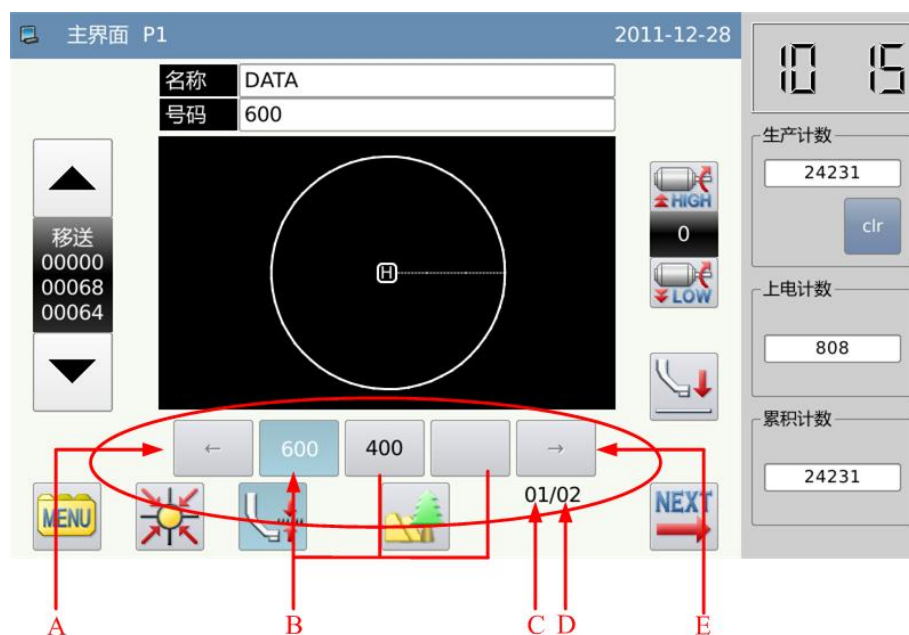 主界面 P1
2011-12-28
10 15
名称 DATA
号码 600
移送
00000
00068
00064
HIGH
0
LOW
H
生产计数
24231
clr
上电计数
808
累积计数
24231
← 600 400 →
01/02
MENU
NEXT
A B C D E